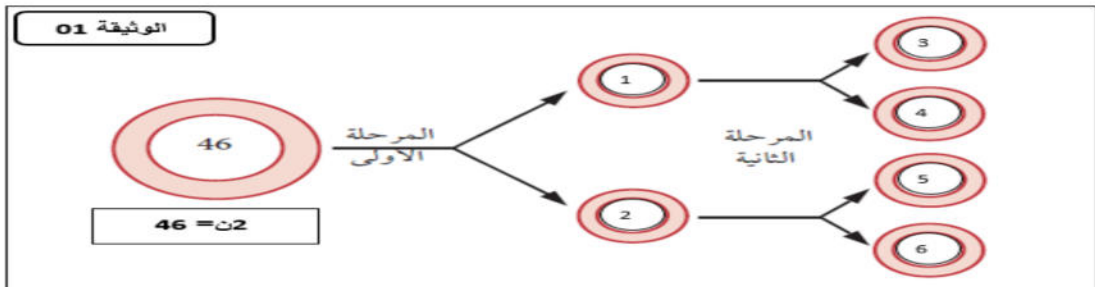 الوثيقة 01
46
المرحلة
الأولى
2ن= 46
1
2
المرحلة
الثانية
3
4
5
6